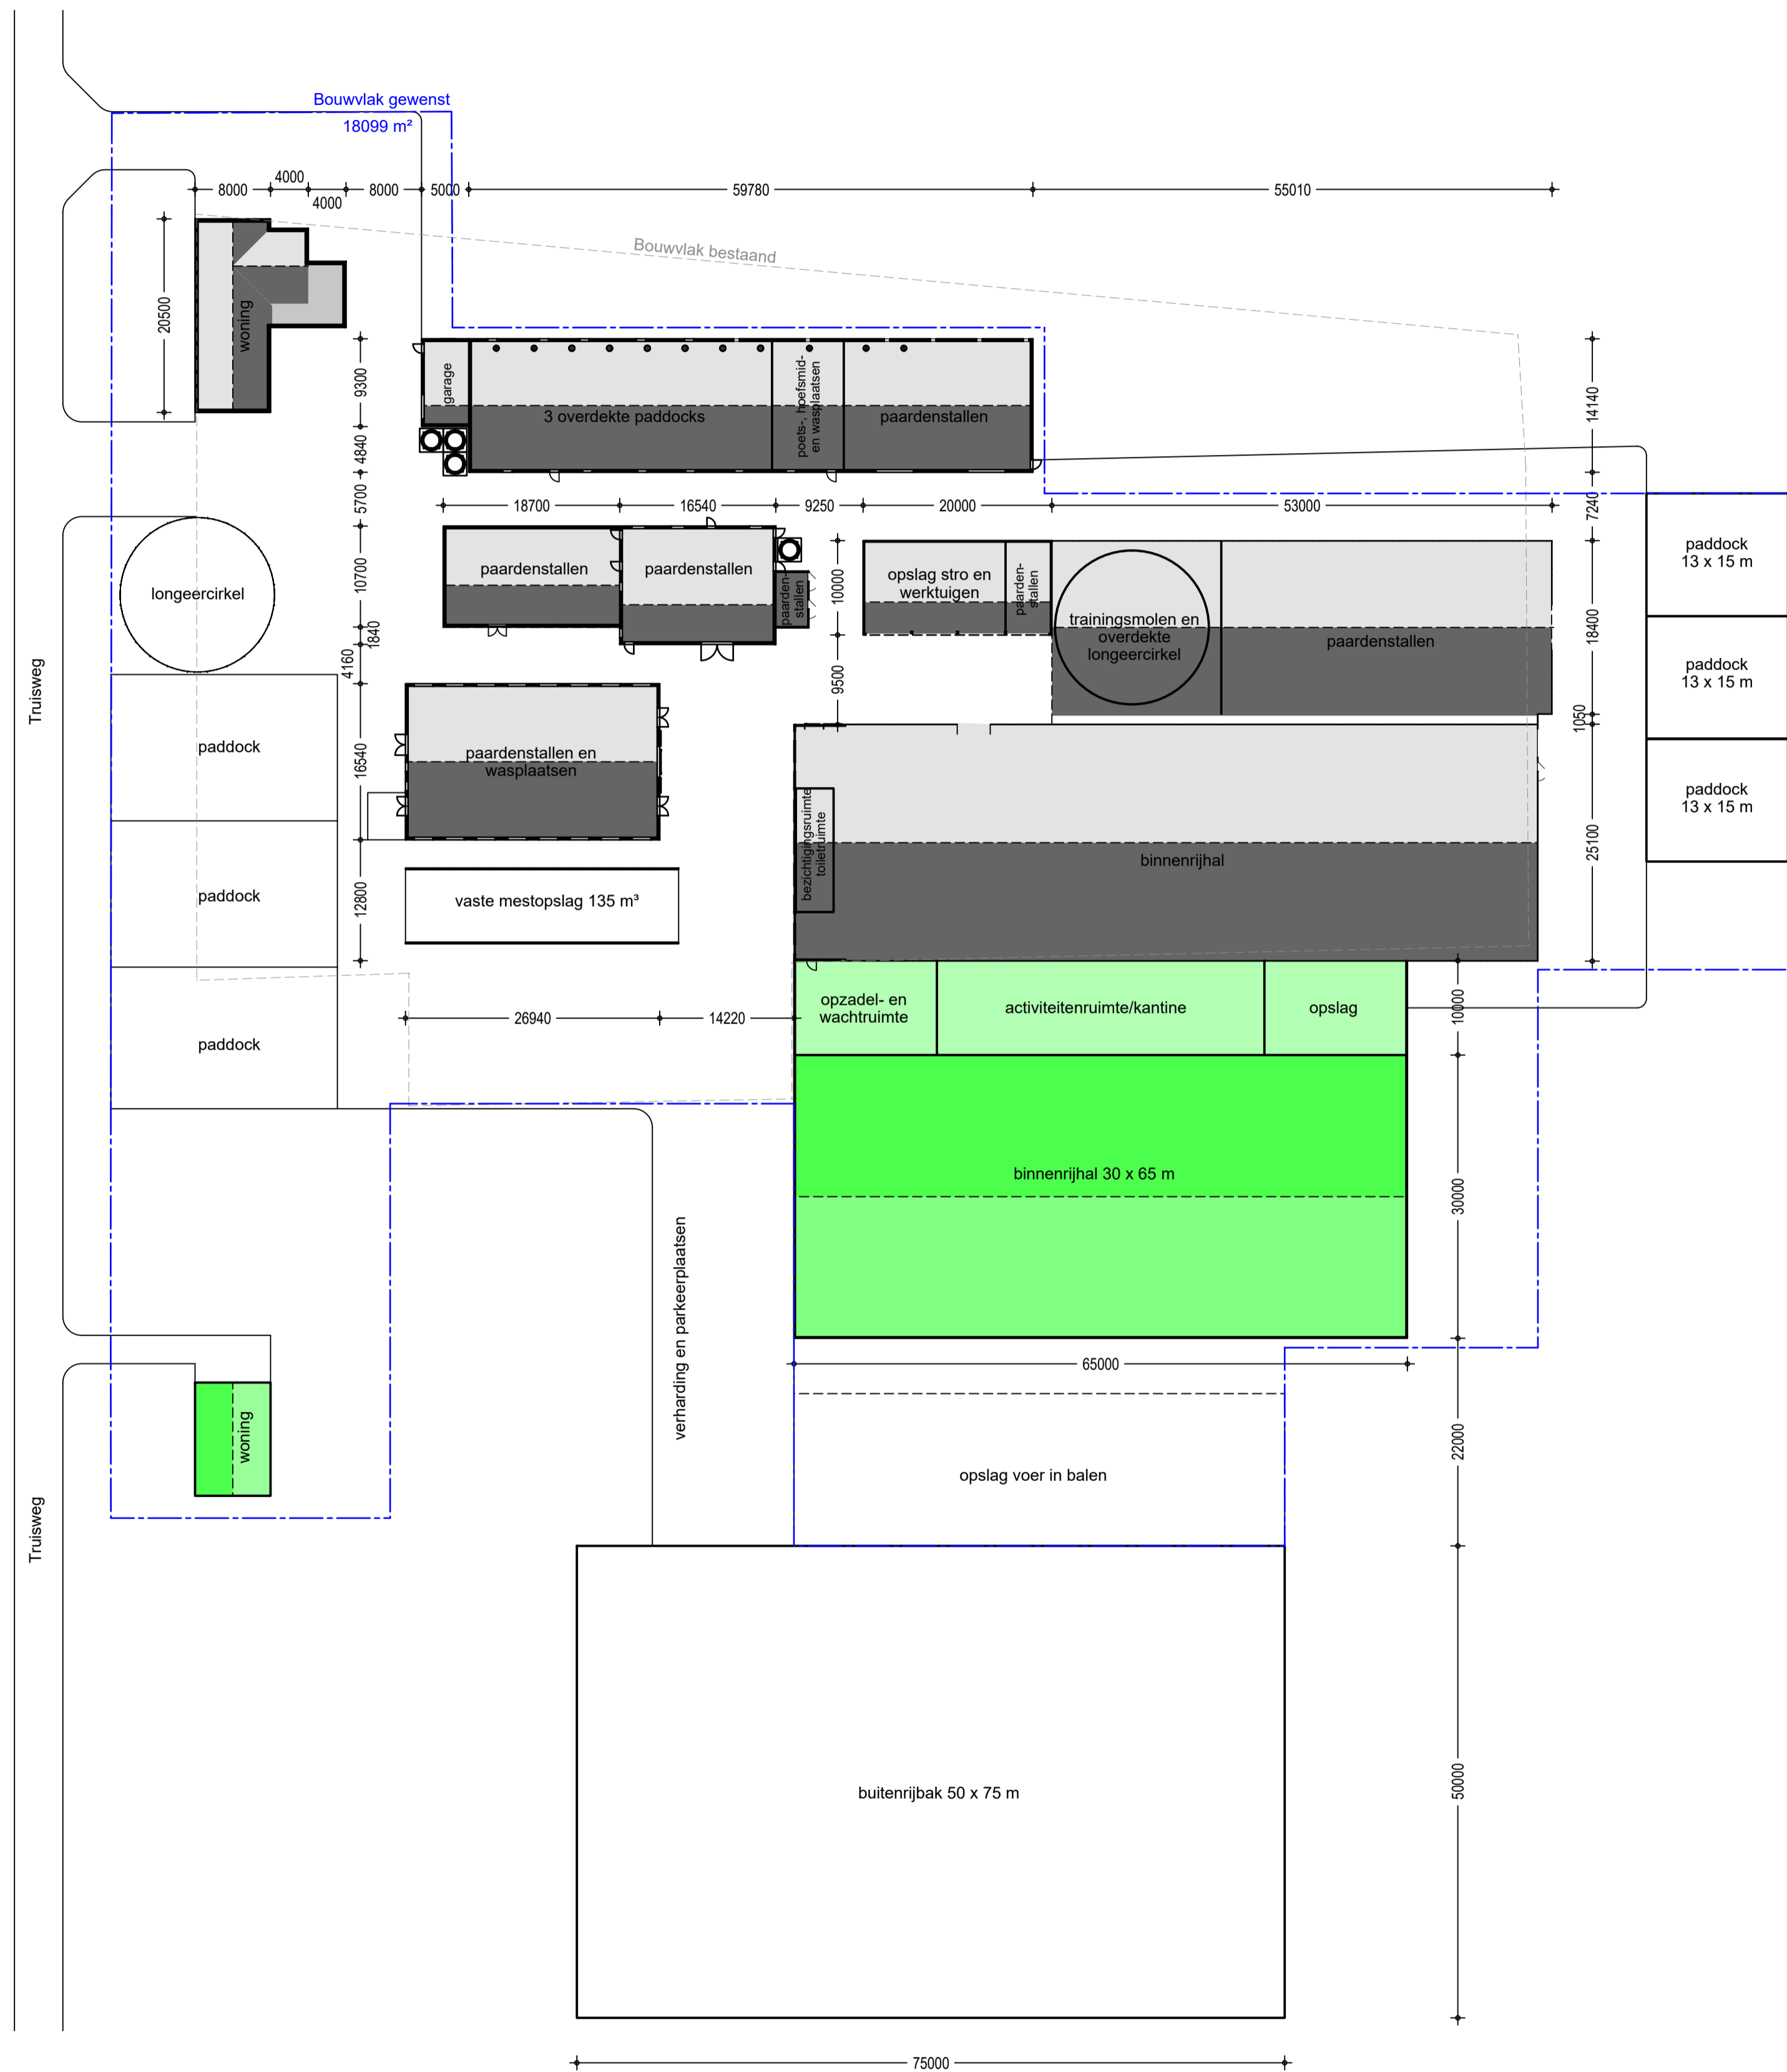 Bouwvlak gewenst
18099 m²
8000
4000
4000
8000
5000
59780
55010
Bouwvlak bestaand
20500
woning
9300
4840
5700
10700
1840
4160
16540
12800
garage
3 overdekte paddocks
poets-, hoefsmid-
en wasplaatsen
paardenstallen
14140
7240
18400
1050
25100
18700
16540
9250
20000
53000
longeercirkel
paardenstallen
paardenstallen
paarden-
stallen
10000
9500
opslag stro en
werktuigen
paarden-
stallen
trainingsmolen en
overdekte
longeercirkel
paardenstallen
paddock
13 x 15 m
paddock
13 x 15 m
paddock
13 x 15 m
Truisweg
paddock
paddock
paddock
paardenstallen en
wasplaatsen
vaste mestopslag 135 m³
bezichtigingsruimte
toiletruimte
binnenrijhal
26940
14220
opzadel- en
wachtruimte
activiteitenruimte/kantine
opslag
10000
binnenrijhal 30 x 65 m
30000
verharding en parkeerplaatsen
65000
woning
Truisweg
opslag voer in balen
22000
buitenrijbak 50 x 75 m
50000
75000